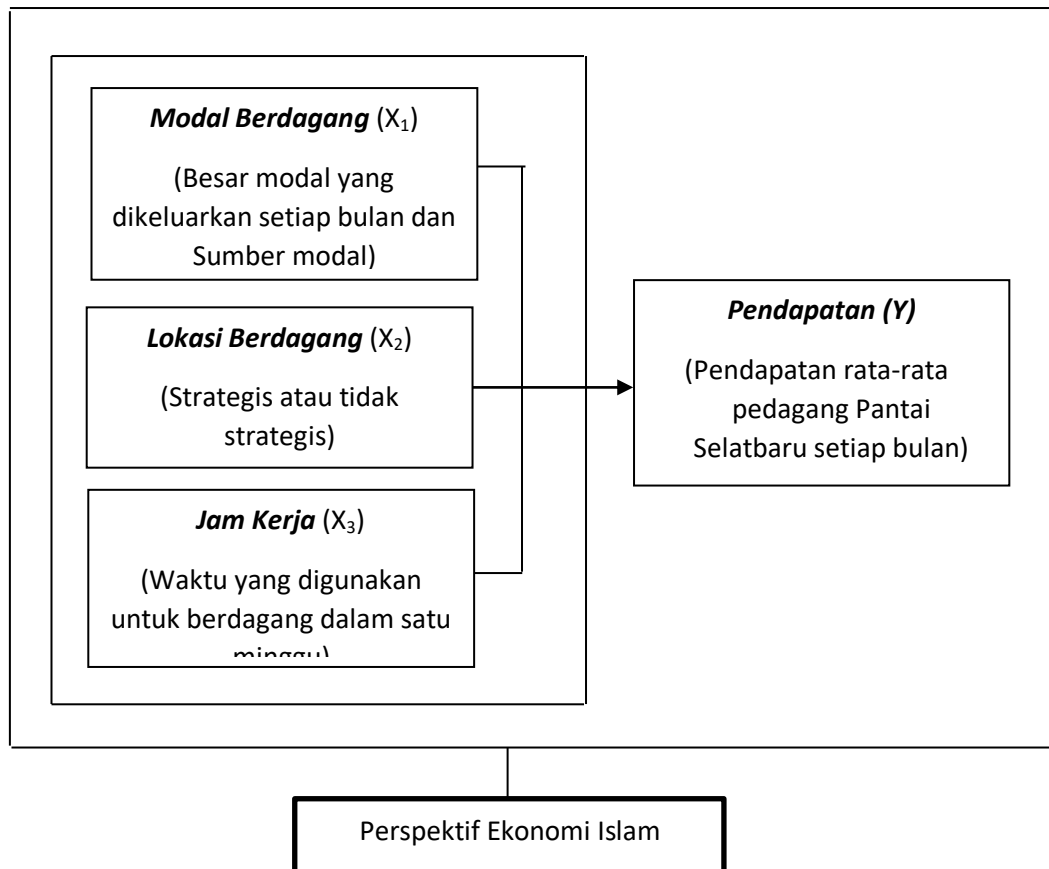 Modal Berdagang (X₁)
(Besar modal yang
dikeluarkan setiap bulan dan
Sumber modal)
Lokasi Berdagang (X₂)
(Strategis atau tidak
strategis)
Jam Kerja (X₃)
(Waktu yang digunakan
untuk berdagang dalam satu
minggu)
Pendapatan (Y)
(Pendapatan rata-rata
pedagang Pantai
Selatbaru setiap bulan)
Perspektif Ekonomi Islam